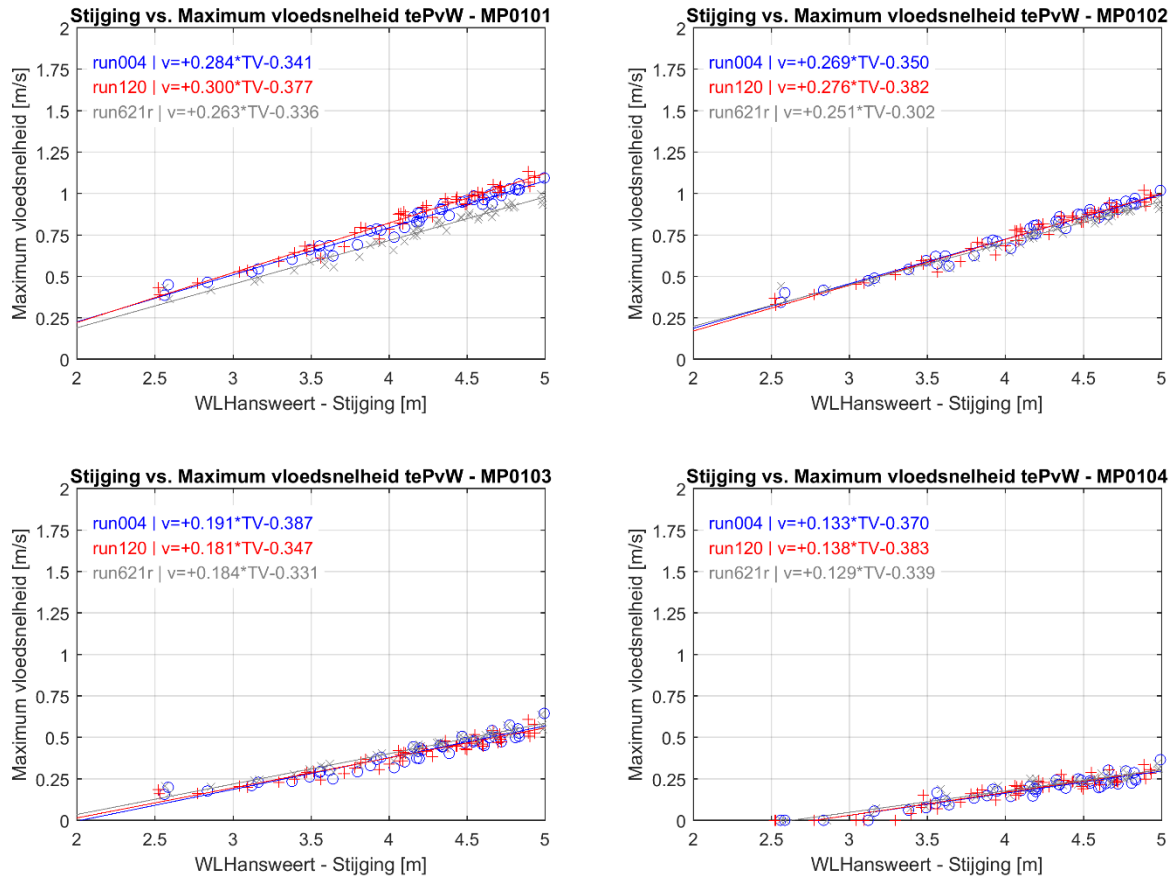 Stijging vs. Maximum vloedsnelheid tePvW - MP0101
Maximum vloedsnelheid [m/s]
2
1.75
1.5
1.25
1
0.75
0.5
0.25
0
run004 | v=+0.284*TV-0.341
run120 | v=+0.300*TV-0.377
run621r | v=+0.263*TV-0.336
2 2.5 3 3.5 4 4.5 5
WLHansweert - Stijging [m]
Stijging vs. Maximum vloedsnelheid tePvW - MP0102
Maximum vloedsnelheid [m/s]
2
1.75
1.5
1.25
1
0.75
0.5
0.25
0
run004 | v=+0.269*TV-0.350
run120 | v=+0.276*TV-0.382
run621r | v=+0.251*TV-0.302
2 2.5 3 3.5 4 4.5 5
WLHansweert - Stijging [m]
Stijging vs. Maximum vloedsnelheid tePvW - MP0103
Maximum vloedsnelheid [m/s]
2
1.75
1.5
1.25
1
0.75
0.5
0.25
0
run004 | v=+0.191*TV-0.387
run120 | v=+0.181*TV-0.347
run621r | v=+0.184*TV-0.331
2 2.5 3 3.5 4 4.5 5
WLHansweert - Stijging [m]
Stijging vs. Maximum vloedsnelheid tePvW - MP0104
Maximum vloedsnelheid [m/s]
2
1.75
1.5
1.25
1
0.75
0.5
0.25
0
run004 | v=+0.133*TV-0.370
run120 | v=+0.138*TV-0.383
run621r | v=+0.129*TV-0.339
2 2.5 3 3.5 4 4.5 5
WLHansweert - Stijging [m]